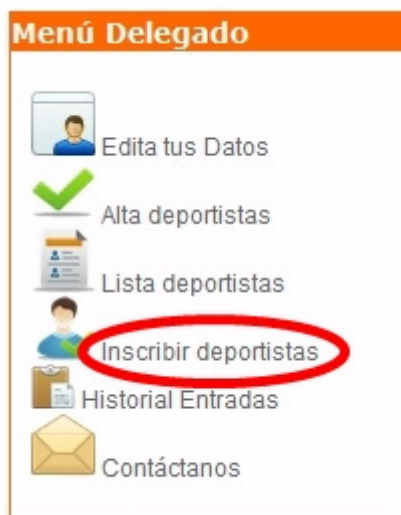 Menú Delegado
Edita tus Datos
Alta deportistas
Lista deportistas
Inscribir deportistas
Historial Entradas
Contáctanos